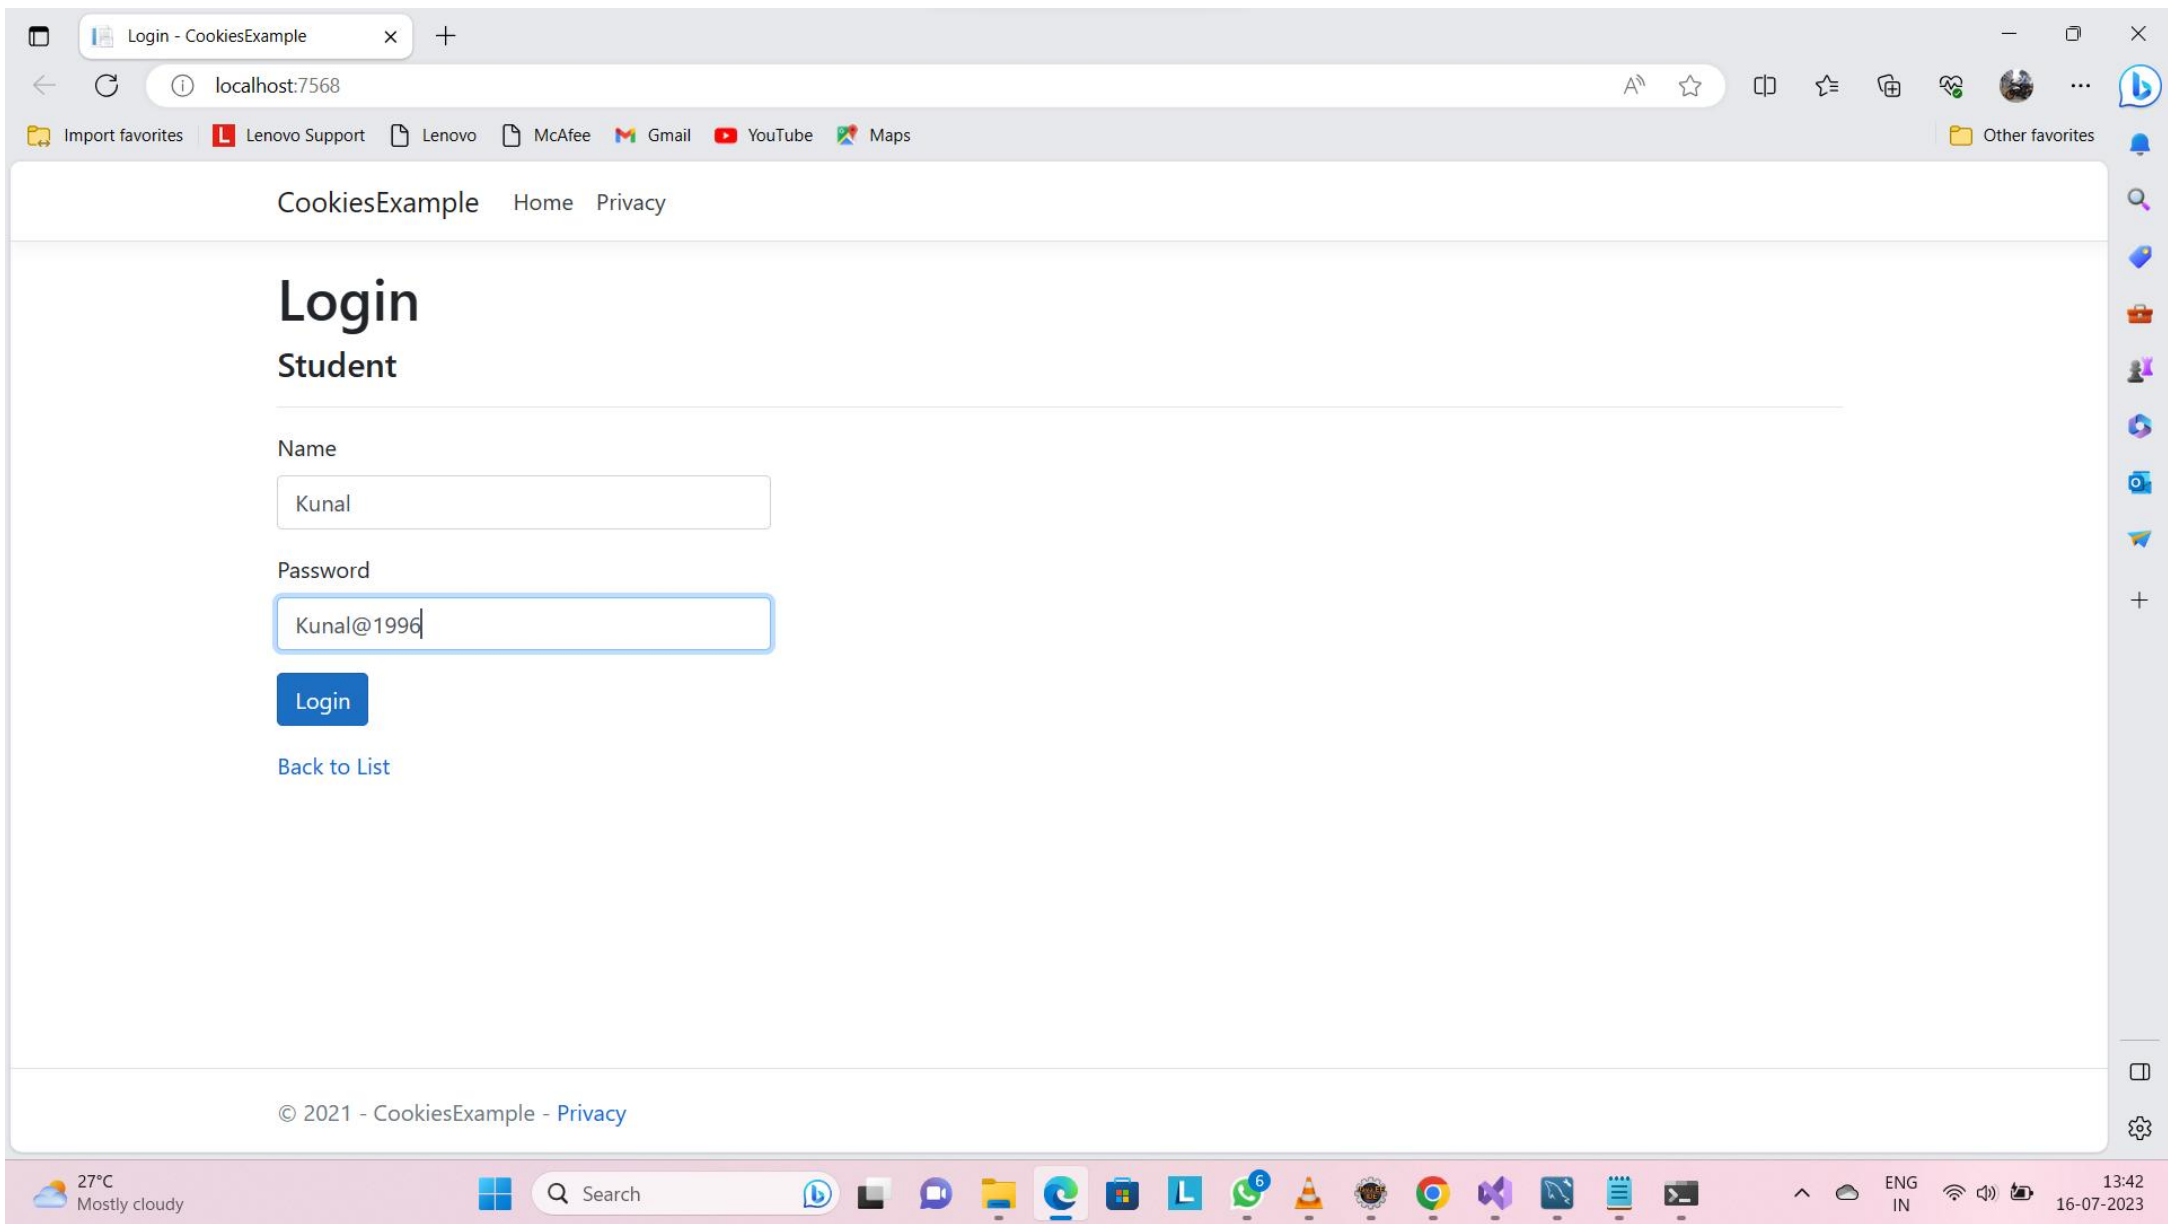 Login - CookiesExample
localhost:7568
Import favorites Lenovo Support Lenovo McAfee Gmail YouTube Maps Other favorites
CookiesExample Home Privacy
Login
Student
Name
Kunal
Password
Kunal@1996
Login
Back to List
© 2021 - CookiesExample - Privacy
27°C
Mostly cloudy
Search
6
ENG
IN
13:42
16-07-2023